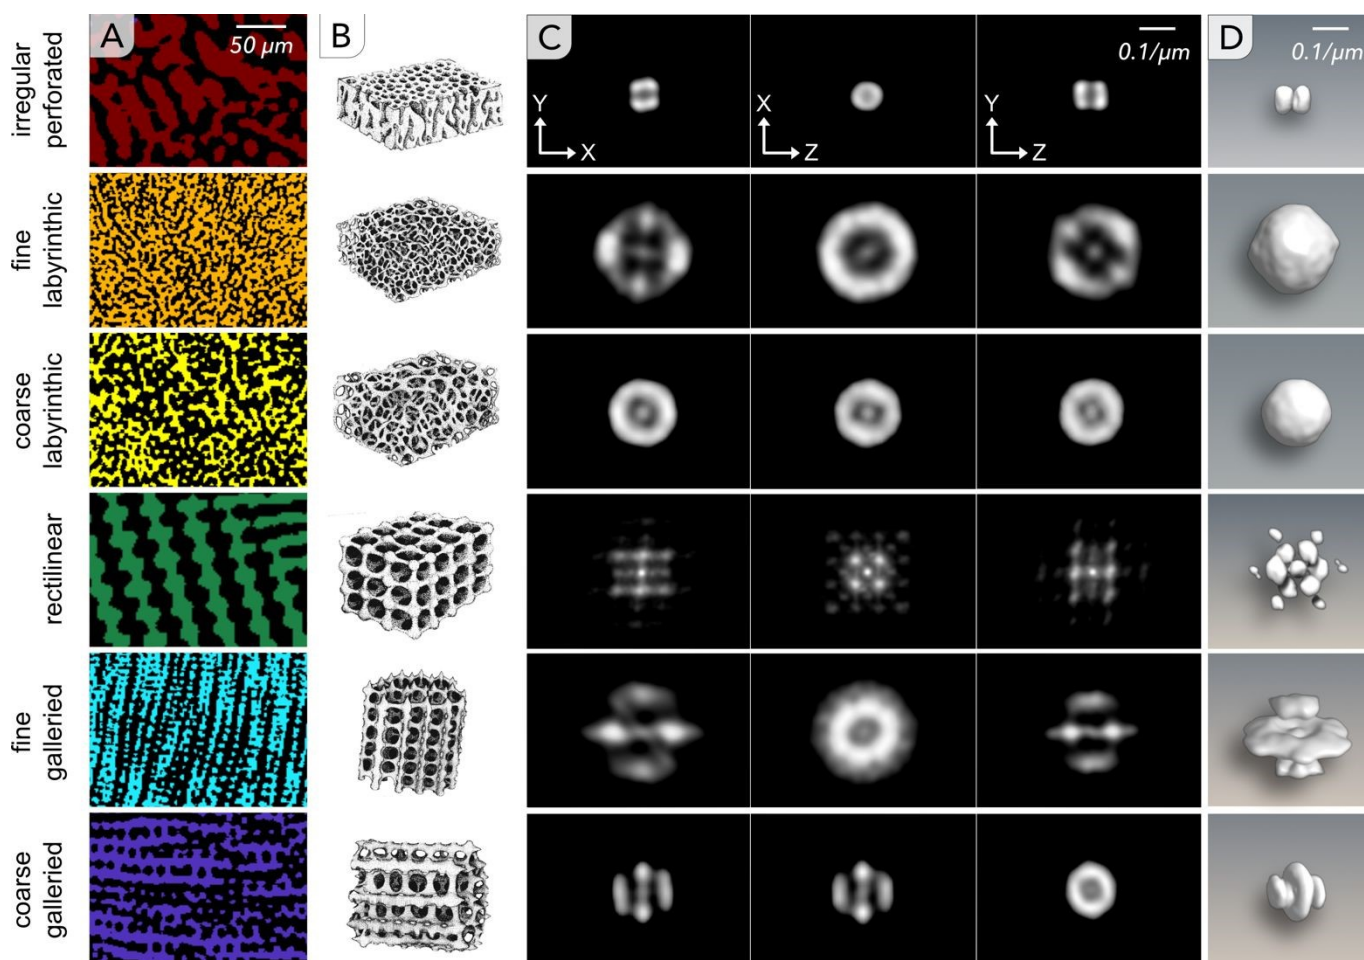 A
50 µm
B
C
0.1/µm
D
0.1/µm
irregular
perforated
Y
X
X
Z
Y
Z
fine
labyrinthic
coarse
labyrinthic
rectilinear
fine
galleried
coarse
galleried